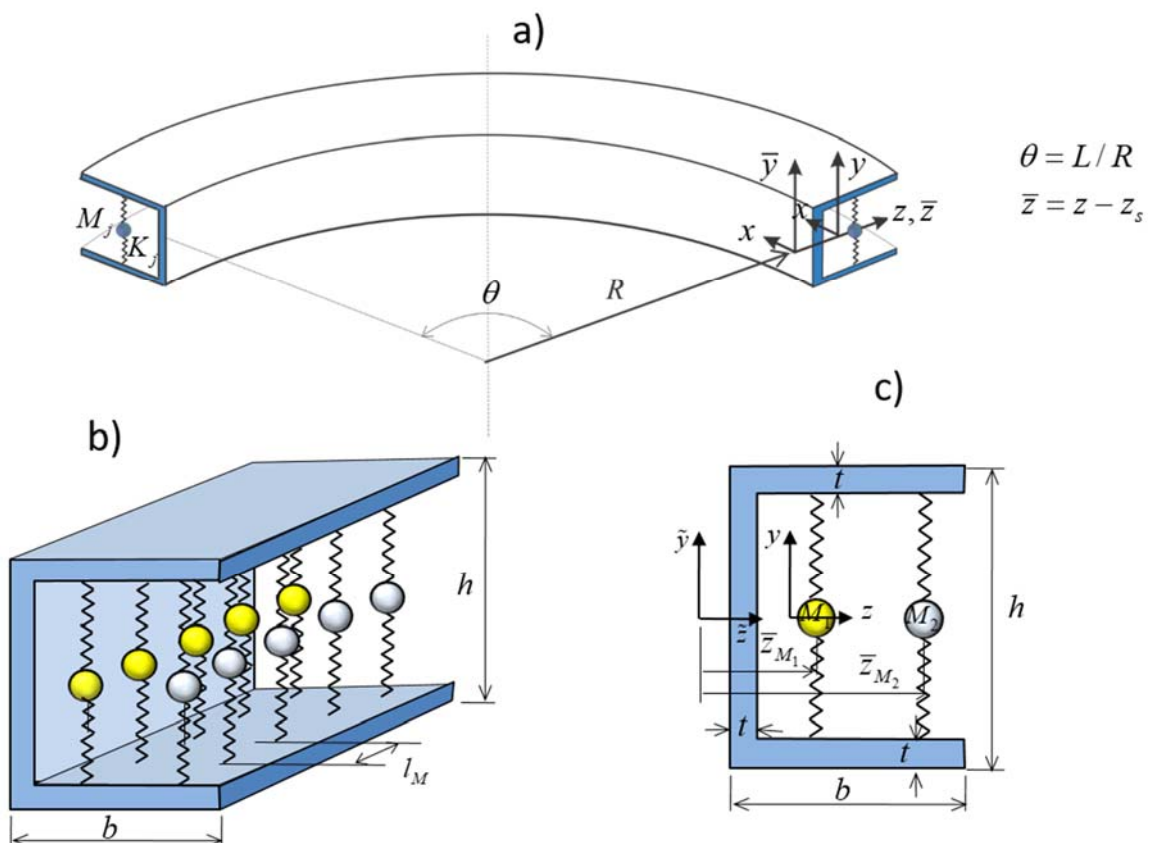 a)
θ = L / R
z̄ = z − z_s
ȳ
y
x
x
z, z̄
M_j
K_j
θ
R
b)
h
l_M
b
c)
t
ỹ
y
M_1
M_2
z
z̃
z̄_{M_1}
z̄_{M_2}
h
t
t
b